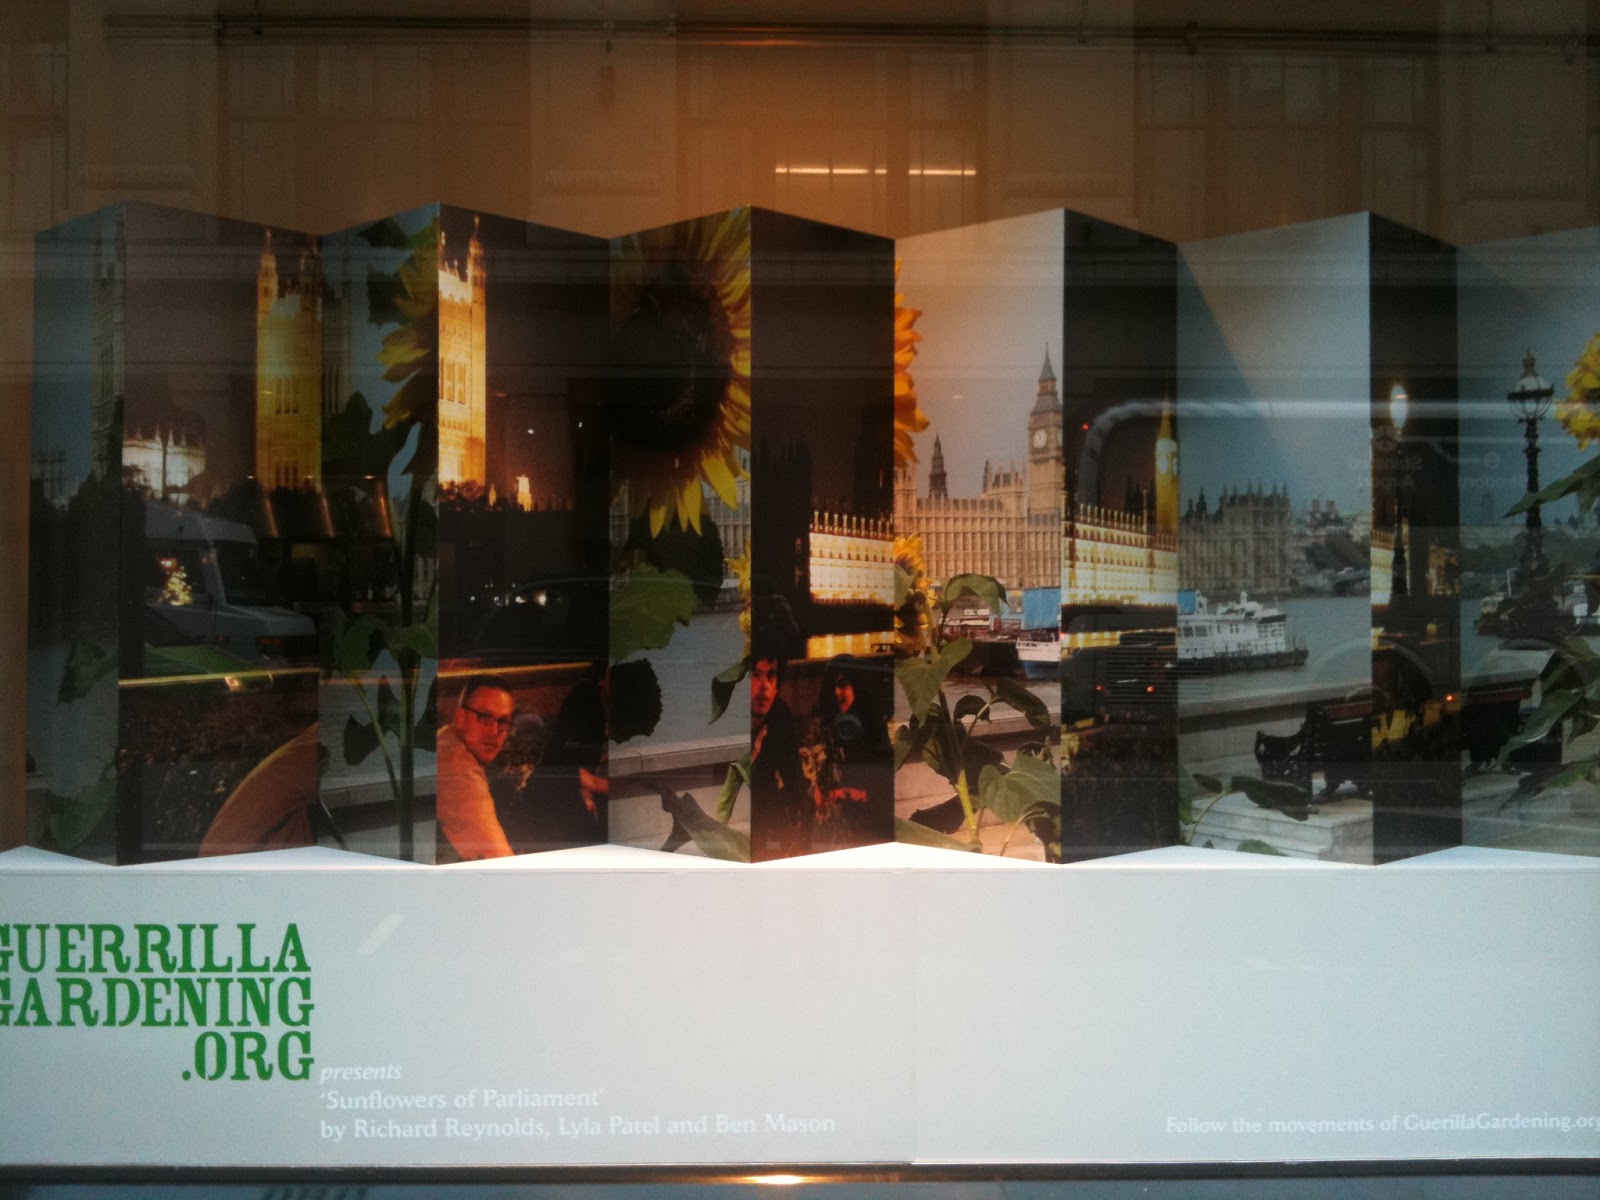 GUERRILLA
GARDENING
.ORG
presents
'Sunflowers of Parliament'
by Richard Reynolds, Lyla Patel and Ben Mason
Follow the movements of GuerillaGardening.org